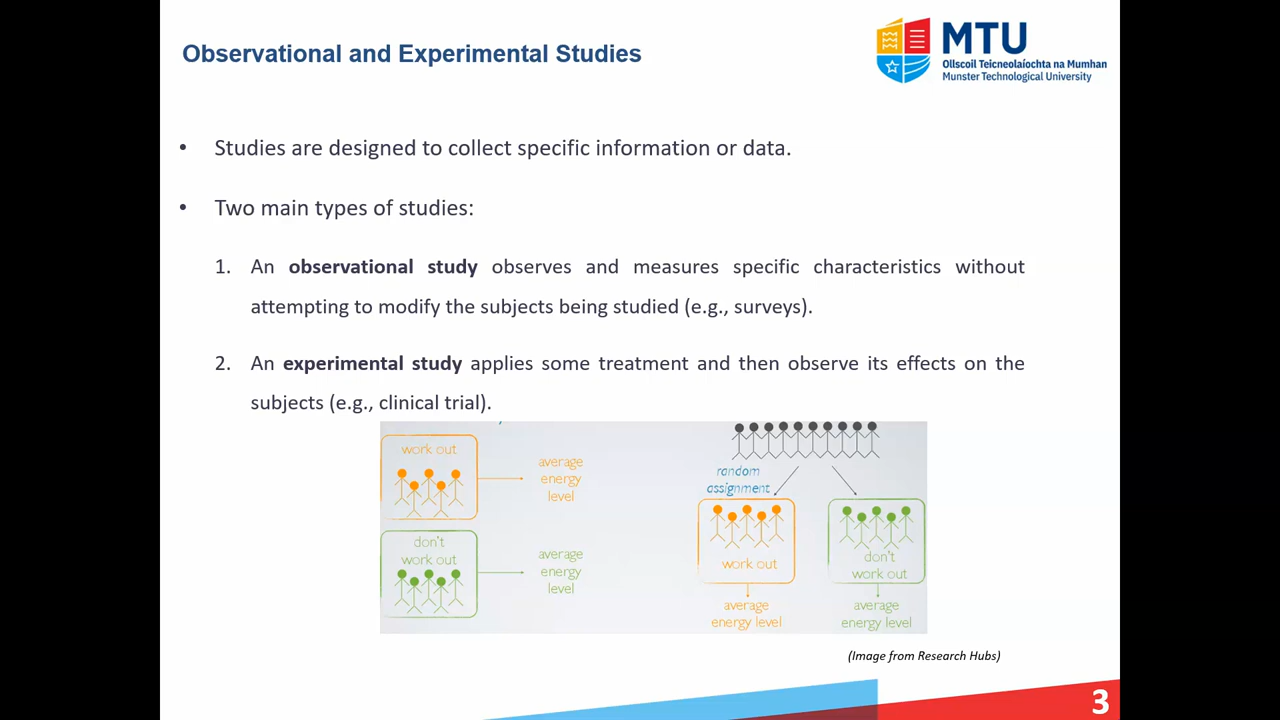 Observational and Experimental Studies
MTU
Ollscoil Teicneolaíochta na Mumhan
Munster Technological University
• Studies are designed to collect specific information or data.
• Two main types of studies:
1. An observational study observes and measures specific characteristics without
attempting to modify the subjects being studied (e.g., surveys).
2. An experimental study applies some treatment and then observe its effects on the
subjects (e.g., clinical trial).
work out
average
energy
level
don't
work out
average
energy
level
random
assignment
work out
average
energy level
don't
work out
average
energy level
(Image from Research Hubs)
3